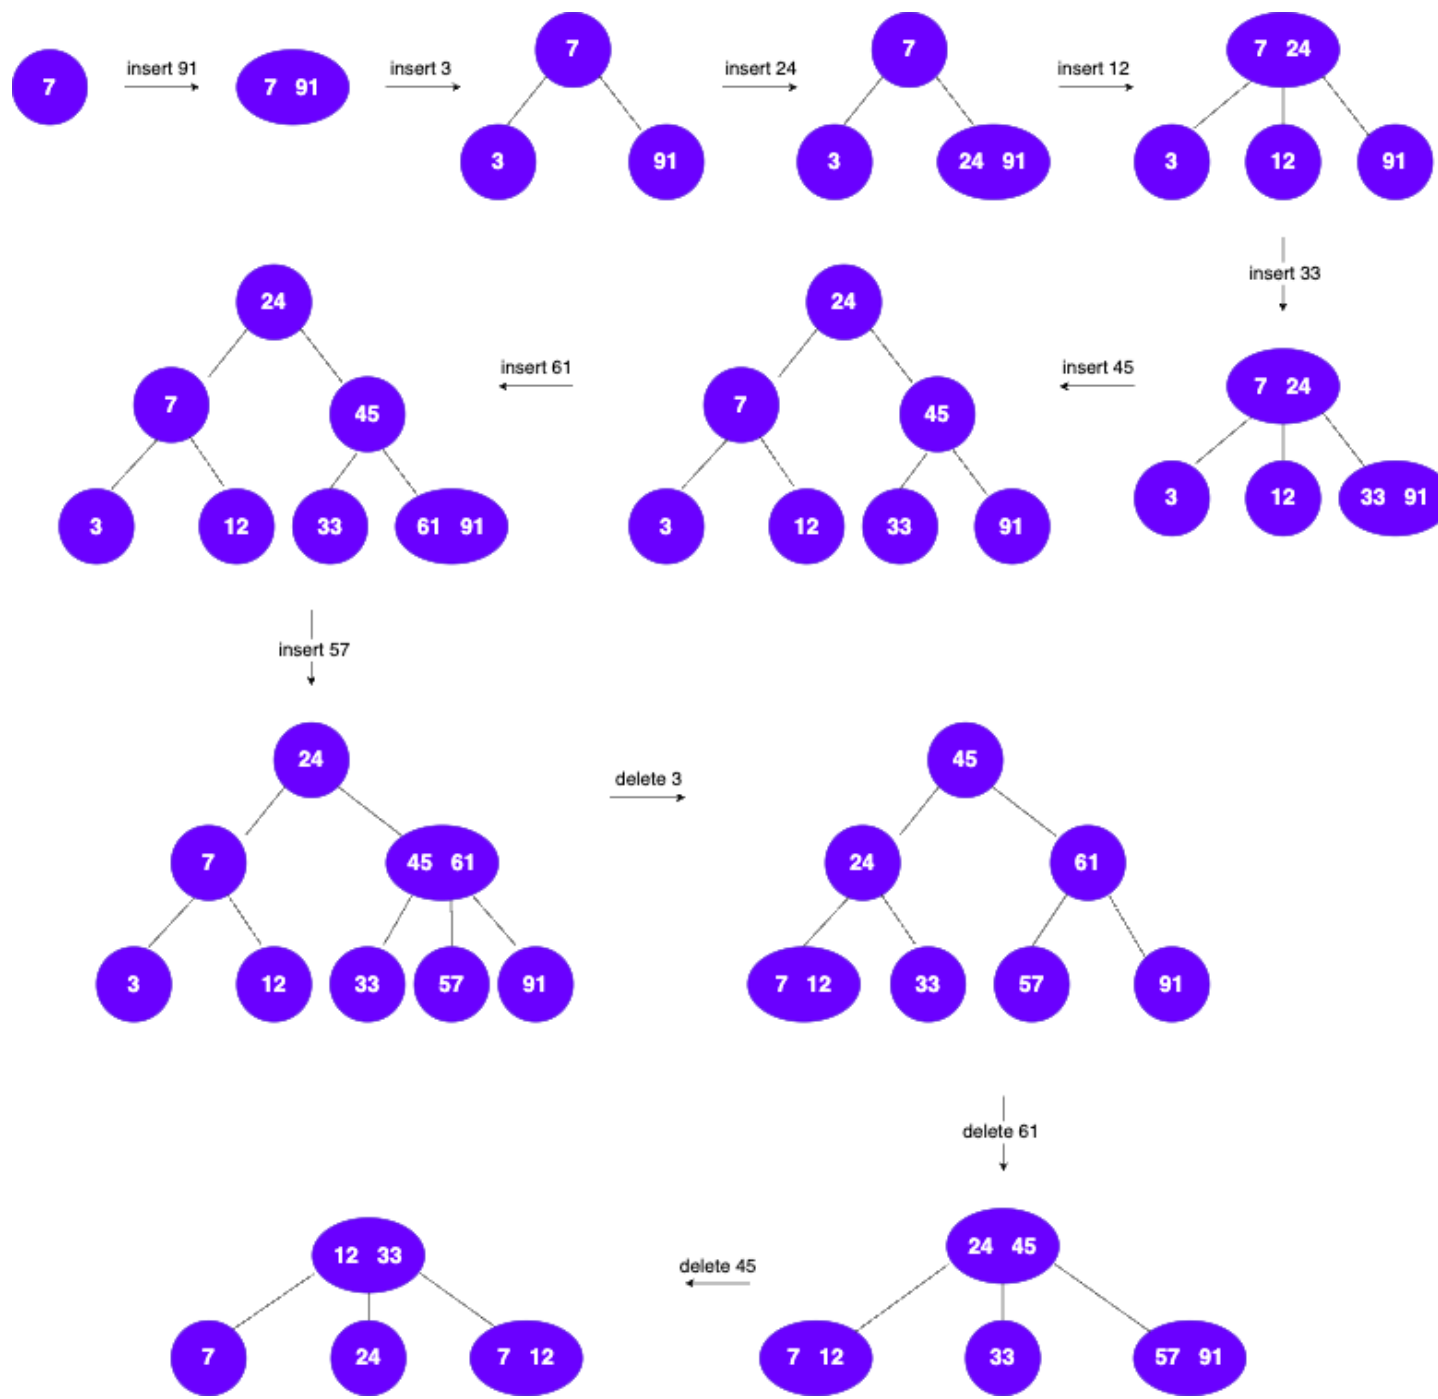 7
insert 91
7 91
insert 3
7
3 91
insert 24
7
3 24 91
insert 12
7 24
3 12 91
insert 33
7 24
3 12 33 91
insert 45
24
7 45
3 12 33 91
insert 61
24
7 45
3 12 33 61 91
insert 57
24
7 45 61
3 12 33 57 91
delete 3
45
24 61
7 12 33 57 91
delete 61
24 45
7 12 33 57 91
delete 45
12 33
7 24 7 12